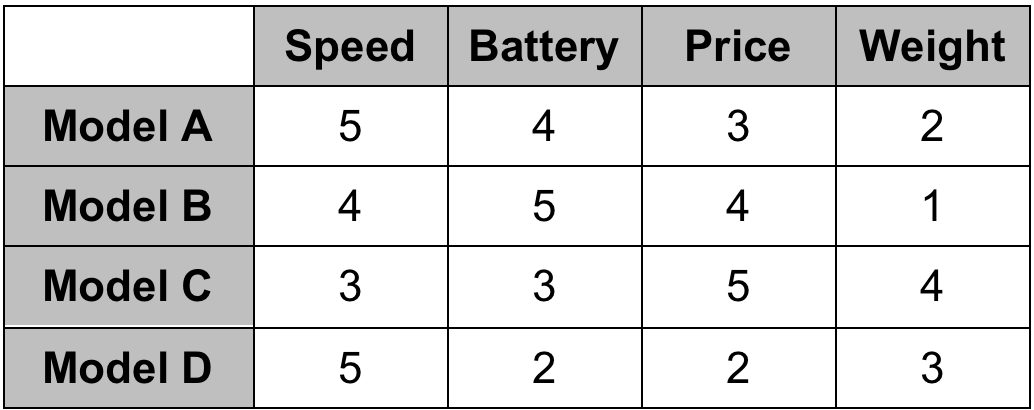 Speed Battery Price Weight
Model A 5 4 3 2
Model B 4 5 4 1
Model C 3 3 5 4
Model D 5 2 2 3